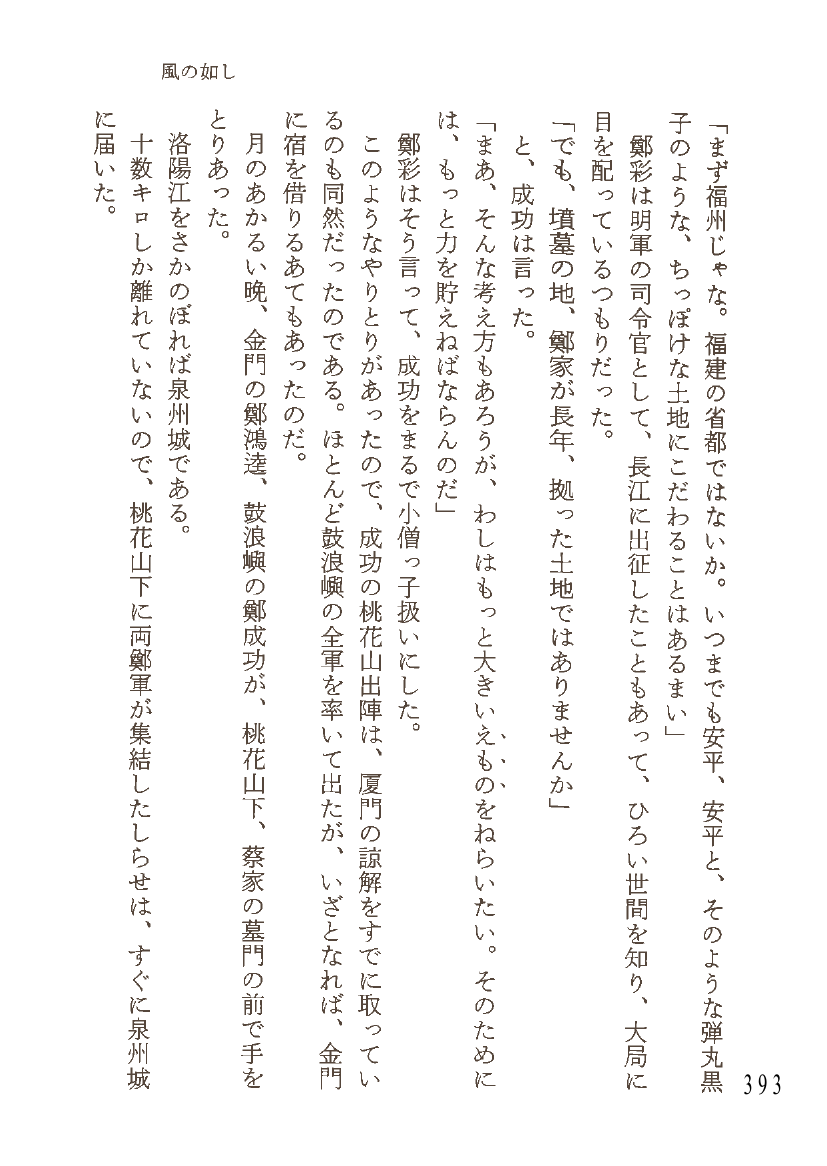 風の如し
「まず福州じゃな。福建の省都ではないか。いつまでも安平、安平と、そのような弾丸黒
子のような、ちっぽけな土地にこだわることはあるまい」
鄭彩は明軍の司令官として、長江に出征したこともあって、ひろい世間を知り、大局に
目を配っているつもりだった。
「でも、墳墓の地、鄭家が長年、拠った土地ではありませんか」
と、成功は言った。
「まあ、そんな考え方もあろうが、わしはもっと大きいえものをねらいたい。そのために
は、もっと力を貯えねばならんのだ」
鄭彩はそう言って、成功をまるで小僧っ子扱いにした。
このようなやりとりがあったので、成功の桃花山出陣は、厦門の諒解をすでに取ってい
るのも同然だったのである。ほとんど鼓浪嶼の全軍を率いて出たが、いざとなれば、金門
に宿を借りるあてもあったのだ。
月のあかるい晩、金門の鄭鴻逵、鼓浪嶼の鄭成功が、桃花山下、蔡家の墓門の前で手を
とりあった。
洛陽江をさかのぼれば泉州城である。
十数キロしか離れていないので、桃花山下に両鄭軍が集結したしらせは、すぐに泉州城
に届いた。
393